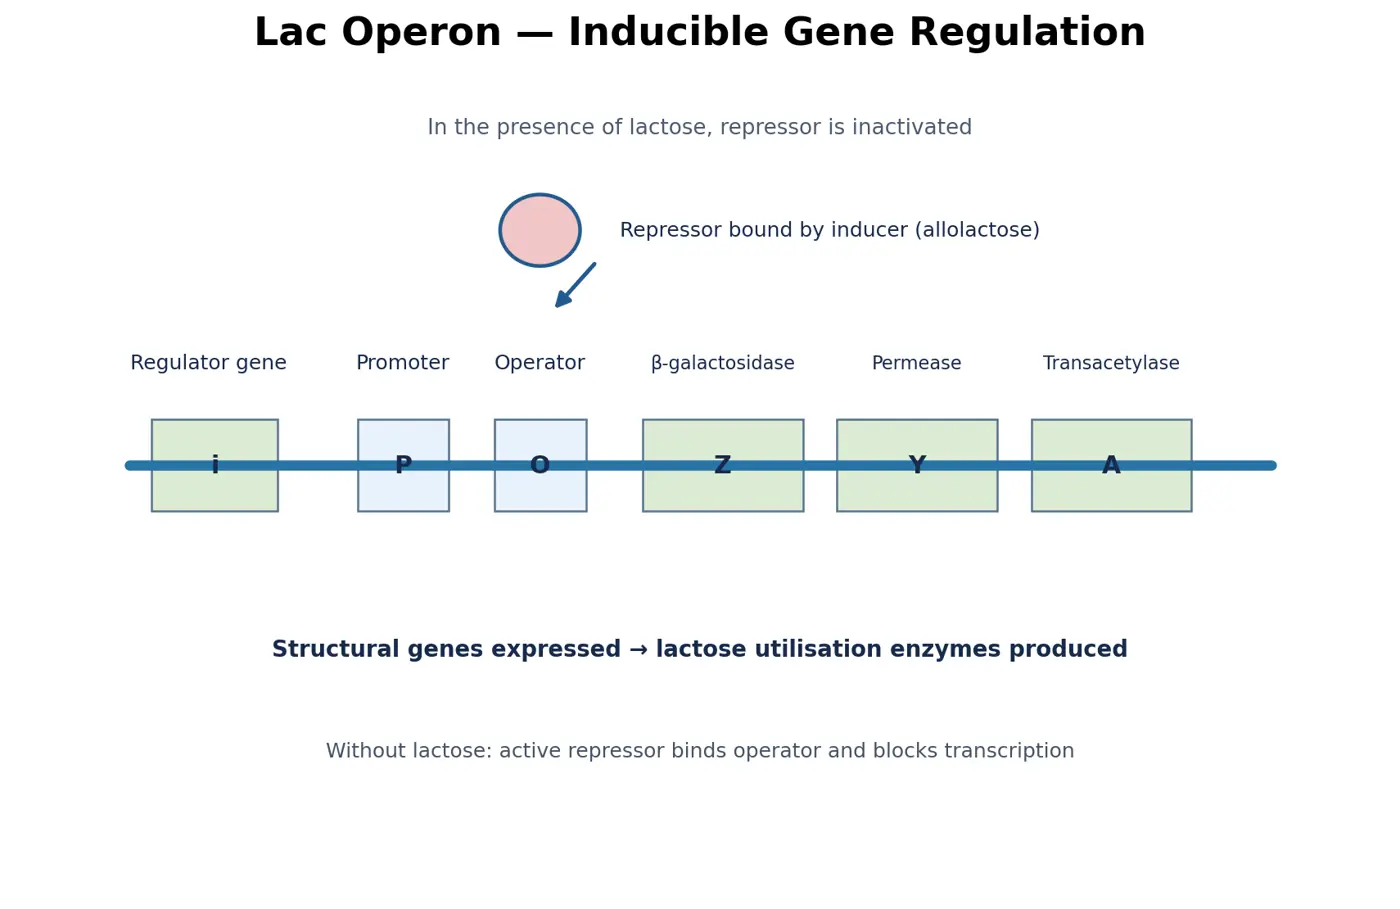 Lac Operon — Inducible Gene Regulation
In the presence of lactose, repressor is inactivated
Repressor bound by inducer (allolactose)
Regulator gene Promoter Operator β-galactosidase Permease Transacetylase
i P O Z Y A
Structural genes expressed → lactose utilisation enzymes produced
Without lactose: active repressor binds operator and blocks transcription